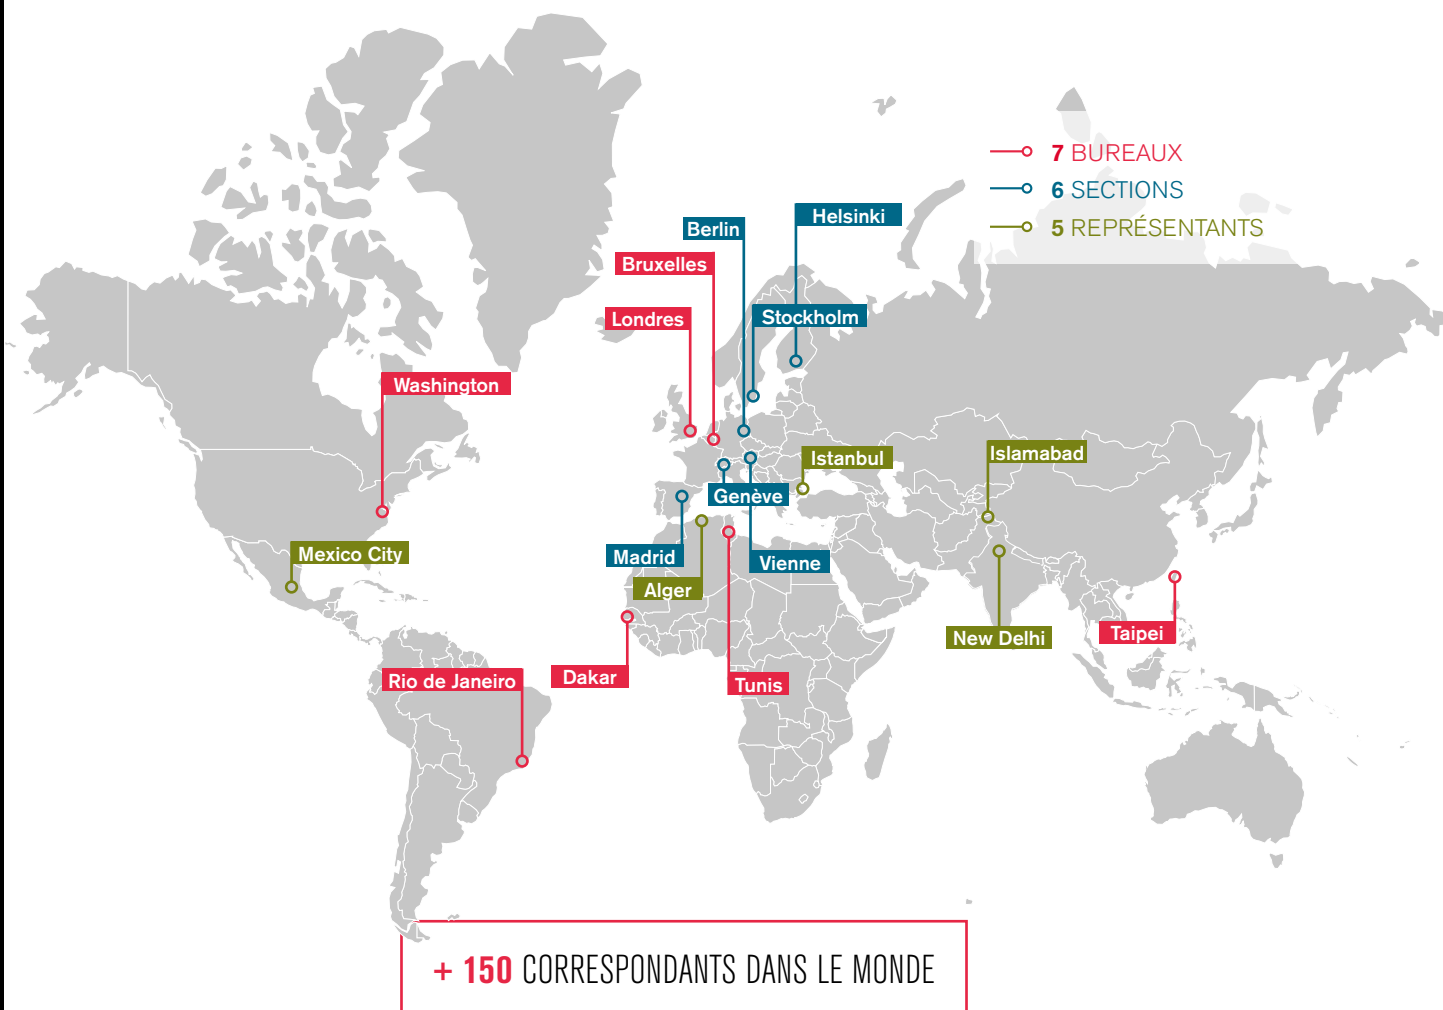 7 BUREAUX
6 SECTIONS
5 REPRÉSENTANTS
Helsinki
Berlin
Bruxelles
Londres
Stockholm
Washington
Istanbul
Islamabad
Genève
Mexico City
Madrid
Vienne
Alger
Taipei
New Delhi
Dakar
Rio de Janeiro
Tunis
+ 150 CORRESPONDANTS DANS LE MONDE